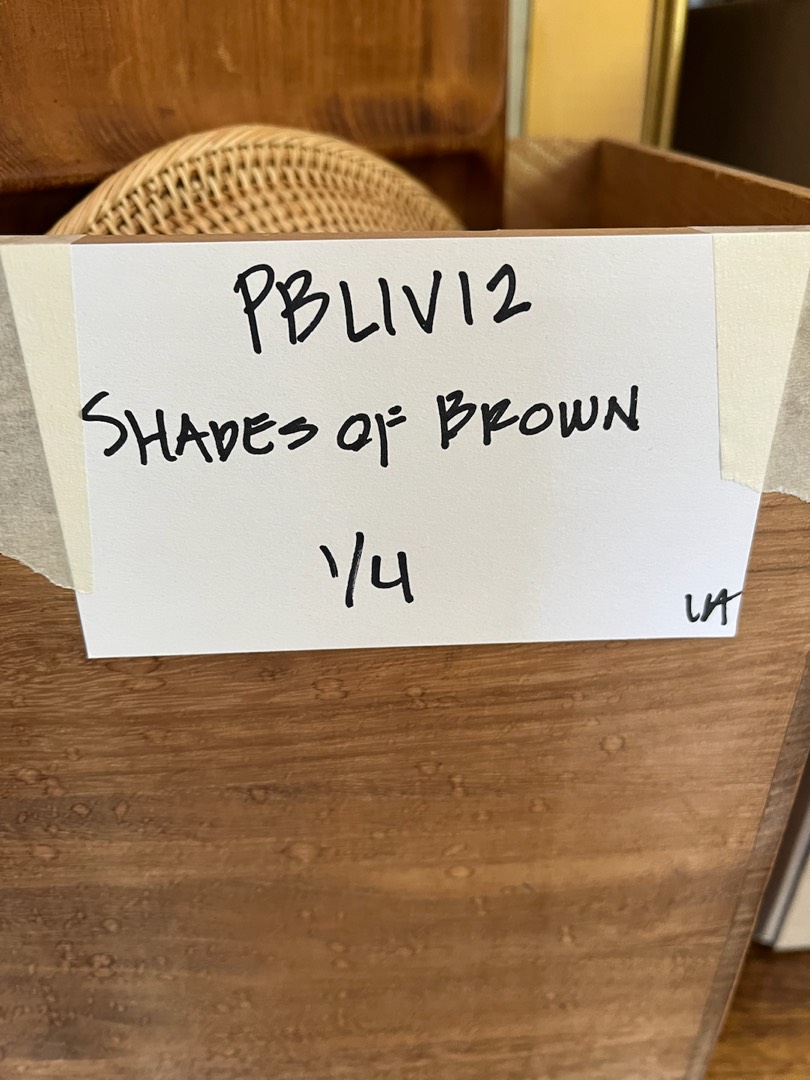 PBLIV12
SHADES OF BROWN
1/4
LA